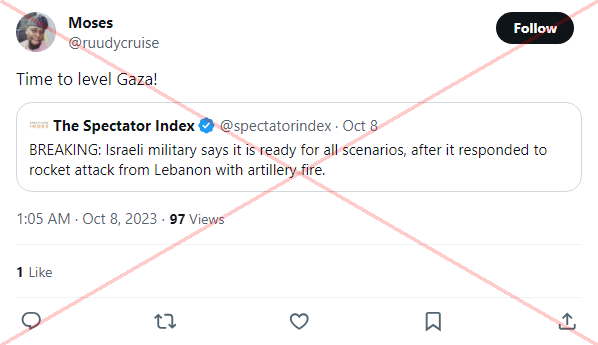 Moses
Follow
@ruudycruise
Time to level Gaza!
SPECTATOR
INDEX
The Spectator Index @spectatorindex · Oct 8
BREAKING: Israeli military says it is ready for all scenarios, after it responded to
rocket attack from Lebanon with artillery fire.
1:05 AM · Oct 8, 2023 · 97 Views
1 Like